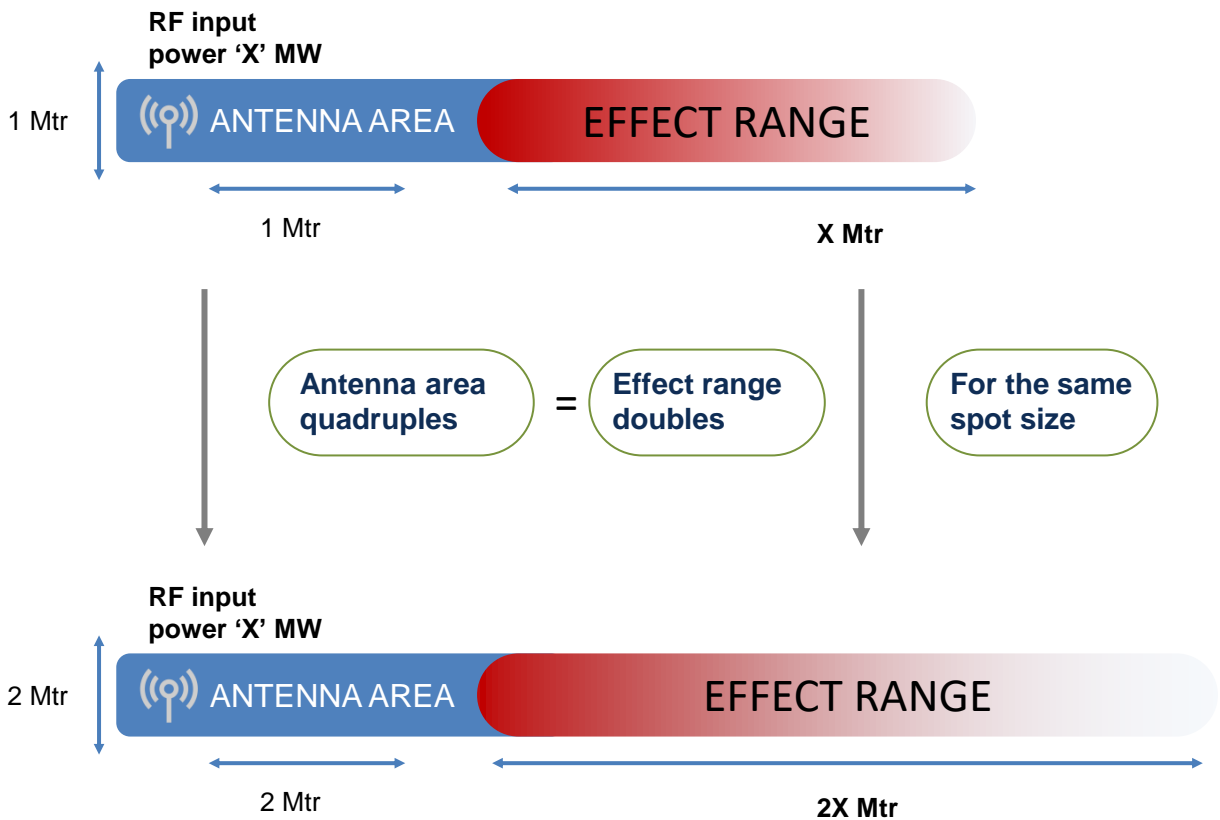 RF input
power ‘X’ MW
1 Mtr
ANTENNA AREA
EFFECT RANGE
1 Mtr
X Mtr
Antenna area
quadruples
=
Effect range
doubles
For the same
spot size
RF input
power ‘X’ MW
2 Mtr
ANTENNA AREA
EFFECT RANGE
2 Mtr
2X Mtr